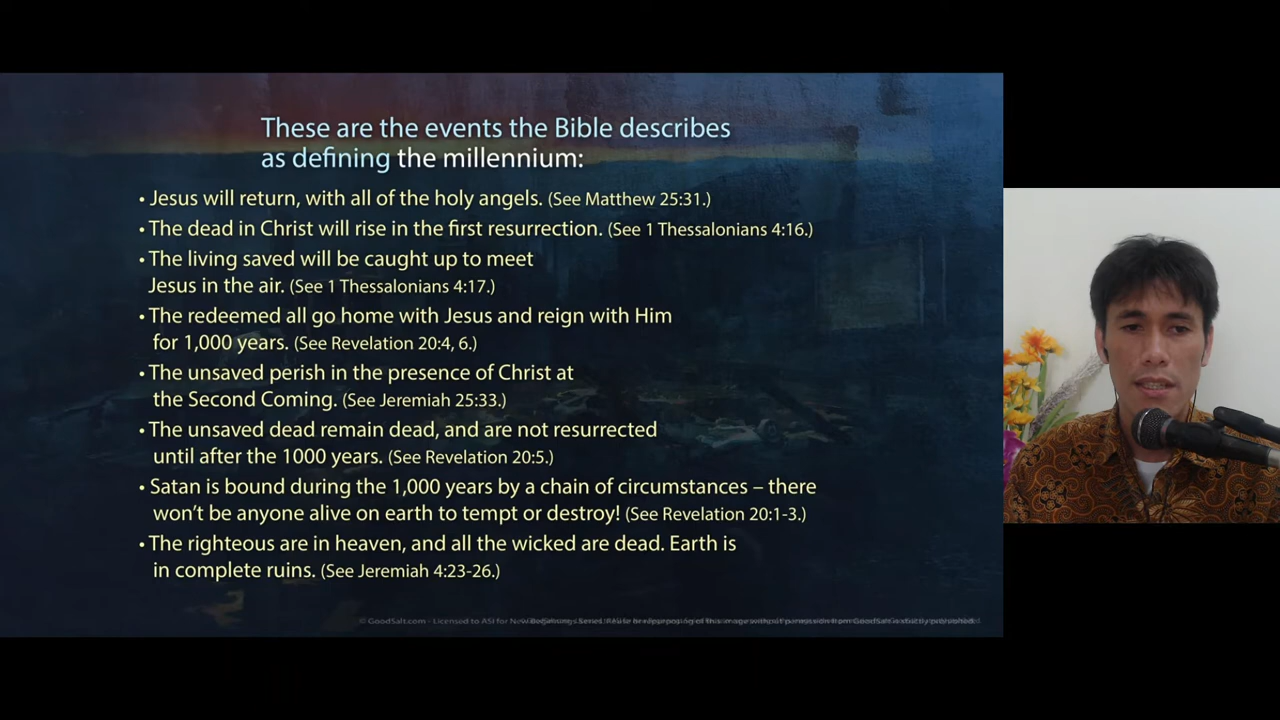 These are the events the Bible describes
as defining the millennium:
• Jesus will return, with all of the holy angels. (See Matthew 25:31.)
• The dead in Christ will rise in the first resurrection. (See 1 Thessalonians 4:16.)
• The living saved will be caught up to meet
Jesus in the air. (See 1 Thessalonians 4:17.)
• The redeemed all go home with Jesus and reign with Him
for 1,000 years. (See Revelation 20:4, 6.)
• The unsaved perish in the presence of Christ at
the Second Coming. (See Jeremiah 25:33.)
• The unsaved dead remain dead, and are not resurrected
until after the 1000 years. (See Revelation 20:5.)
• Satan is bound during the 1,000 years by a chain of circumstances – there
won't be anyone alive on earth to tempt or destroy! (See Revelation 20:1-3.)
• The righteous are in heaven, and all the wicked are dead. Earth is
in complete ruins. (See Jeremiah 4:23-26.)
© GoodSalt.com - Licensed to ASi for New